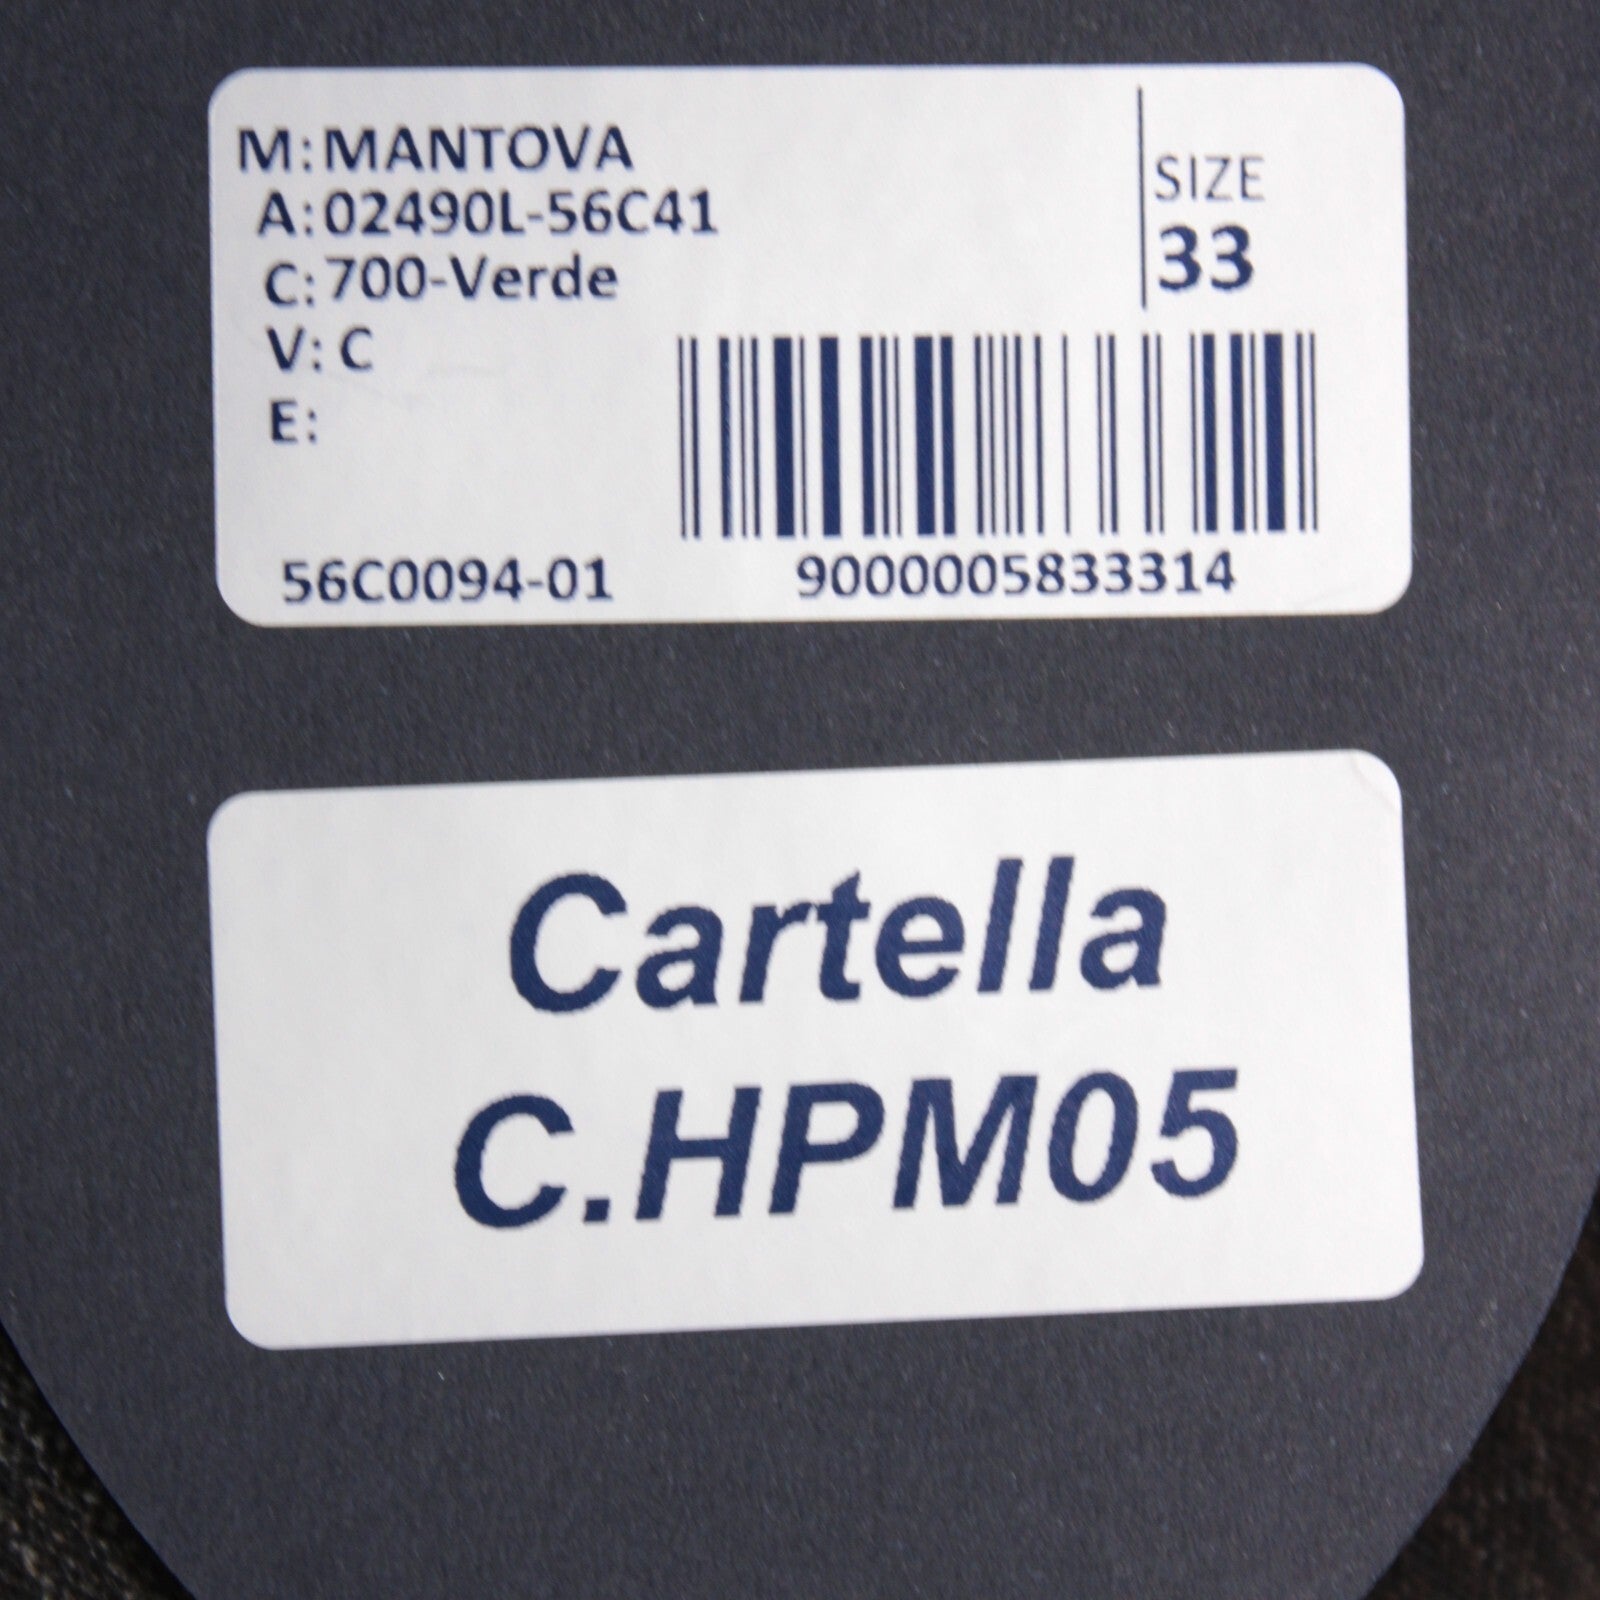 M: MANTOVA
A: 02490L-56C41
C: 700-Verde
V: C
E:
SIZE
33
56C0094-01
9000005833314
Cartella
C.HPM05